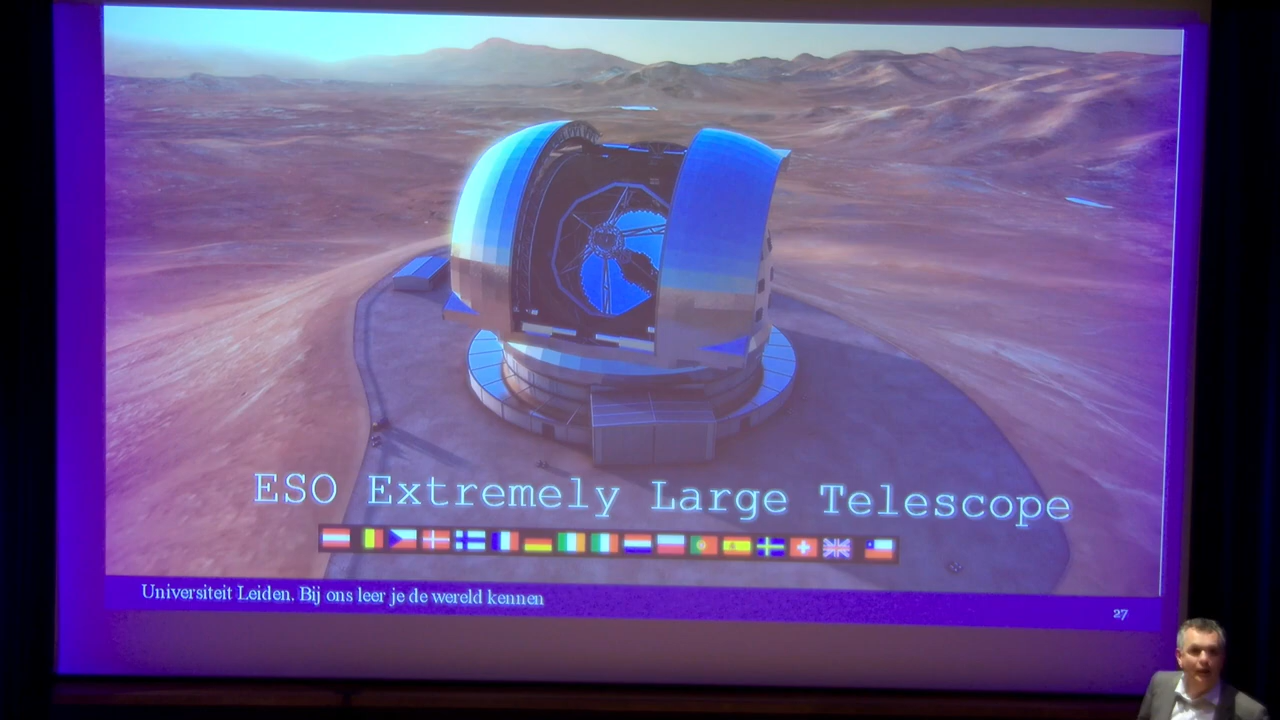 ESO Extremely Large Telescope
Universiteit Leiden. Bij ons leer je de wereld kennen
27